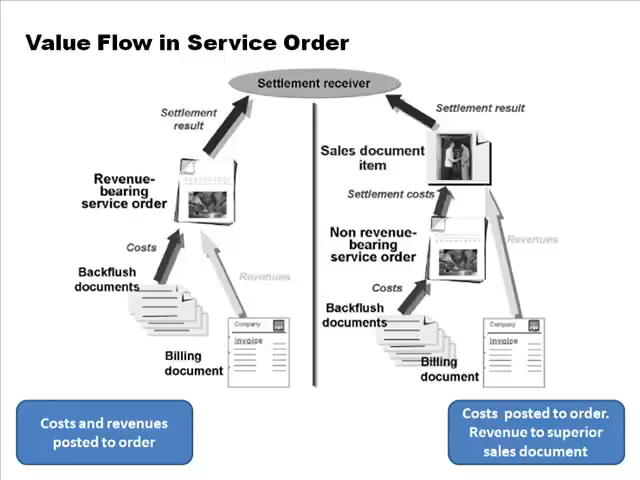 Value Flow in Service Order
Settlement receiver
Settlement
result
Revenue-
bearing
service order
Costs
Revenues
Backflush
documents
Billing
document
Company
Invoice
Costs and revenues
posted to order
Settlement result
Sales document
item
Settlement costs
Non revenue-
bearing
service order
Revenues
Costs
Backflush
documents
Billing
document
Company
Invoice
Costs posted to order.
Revenue to superior
sales document